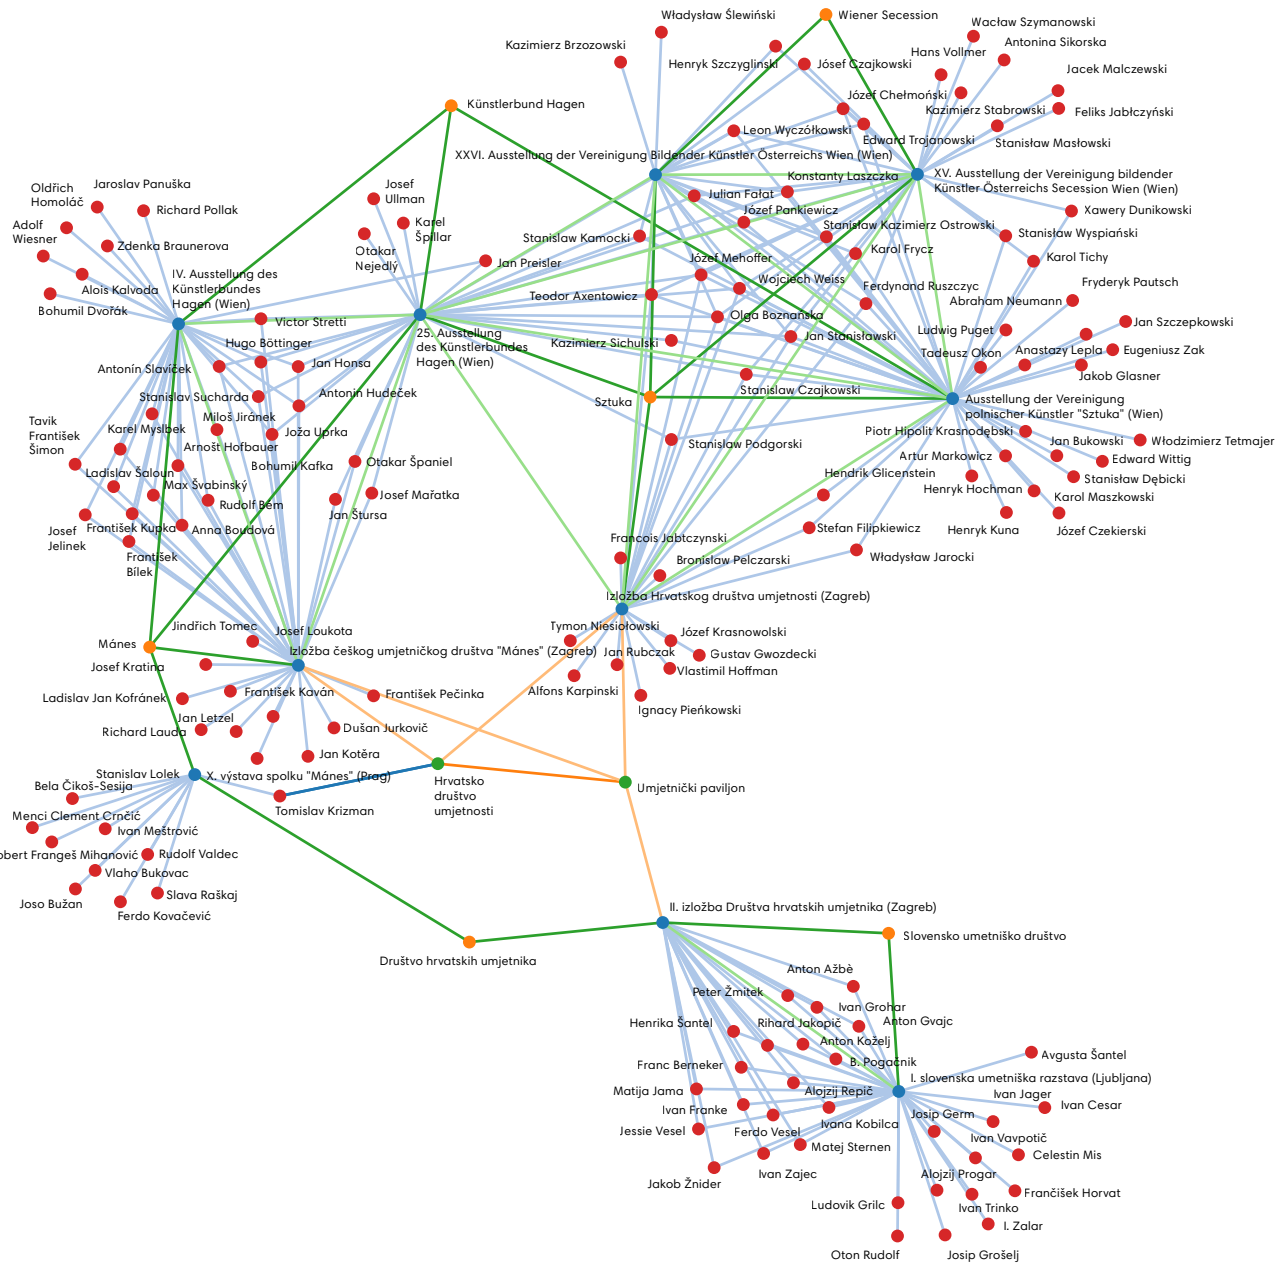 Władysław Ślewiński
Wiener Secession
Wacław Szymanowski
Kazimierz Brzozowski
Antonina Sikorska
Hans Vollmer
Henryk Szczygliński
Józef Czajkowski
Jacek Malczewski
Künstlerbund Hagen
Józef Chełmoński
Kazimierz Stabrowski
Feliks Jabłczyński
Leon Wyczółkowski
Edward Trojanowski
Stanisław Masłowski
XXVI. Ausstellung der Vereinigung Bildender Künstler Österreichs Wien (Wien)
Konstanty Laszczka
XV. Ausstellung der Vereinigung bildender
Künstler Österreichs Secession Wien (Wien)
Jaroslav Panuška
Oldřich
Homoláč
Josef
Ullman
Julian Fałat
Richard Pollak
Józef Pankiewicz
Xawery Dunikowski
Adolf
Wiesner
Karel
Špillar
Stanisław Kazimierz Ostrowski
Stanisław Wyspiański
Zdenka Braunerova
Otakar
Nejedlý
Stanisław Kamocki
Karol Frycz
Karol Tichy
Jan Preisler
Józef Mehoffer
IV. Ausstellung des
Künstlerbundes
Hagen (Wien)
Wojciech Weiss
Alois Kalvoda
Ferdynand Ruszczyc
Fryderyk Pautsch
Teodor Axentowicz
Abraham Neumann
Bohumil Dvořák
Olga Boznańska
Victor Stretti
Jan Szczepkowski
25. Ausstellung
des Künstlerbundes
Hagen (Wien)
Ludwig Puget
Jan Stanisławski
Hugo Böttinger
Kazimierz Sichulski
Tadeusz Okon
Anastazy Lepla
Eugeniusz Zak
Antonín Slavíček
Jan Honsa
Jakob Glasner
Stanislav Sucharda
Antonín Hudeček
Stanislaw Czajkowski
Sztuka
Ausstellung der Vereinigung
polnischer Künstler "Sztuka" (Wien)
Miloš Jiránek
Tavik
František
Šimon
Karel Myslbek
Joža Uprka
Piotr Hipolit Krasnodębski
Jan Bukowski
Włodzimierz Tetmajer
Stanislaw Podgorski
Arnošt Hofbauer
Artur Markowicz
Edward Wittig
Bohumil Kafka
Otakar Španiel
Ladislav Šaloun
Hendrik Glicenstein
Stanisław Dębicki
Max Švabinský
Henryk Hochman
Josef Mařatka
Karol Maszkowski
Rudolf Bém
Jan Štursa
František Kupka
Anna Boudová
Josef
Jelinek
Stefan Filipkiewicz
Henryk Kuna
Józef Czekierski
Francois Jabtczynski
František
Bílek
Bronislaw Pelczarski
Władysław Jarocki
Izložba Hrvatskog društva umjetnosti (Zagreb)
Jindřich Tomec
Josef Loukota
Tymon Niesiołowski
Józef Krasnowolski
Mánes
Izložba češkog umjetničkog društva "Mánes" (Zagreb)
Jan Rubczak
Gustav Gwozdecki
Josef Kratina
Vlastimil Hoffman
František Kaván
František Pečinka
Alfons Karpinski
Ladislav Jan Kofránek
Ignacy Pieńkowski
Jan Letzel
Richard Lauda
Dušan Jurkovič
Jan Kotěra
Stanislav Lolek
X. výstava spolku "Mánes" (Prag)
Bela Čikoš-Sesija
Hrvatsko
društvo
umjetnosti
Umjetnički paviljon
Tomislav Krizman
Menci Clement Crnčić
Ivan Meštrović
obert Frangeš Mihanović
Rudolf Valdec
Vlaho Bukovac
Slava Raškaj
Joso Bužan
Ferdo Kovačević
II. izložba Društva hrvatskih umjetnika (Zagreb)
Slovensko umetniško društvo
Društvo hrvatskih umjetnika
Anton Ažbè
Peter Žmitek
Ivan Grohar
Henrika Šantel
Rihard Jakopič
Anton Gvajc
Anton Koželj
Avgusta Šantel
Franc Berneker
B. Pogačnik
I. slovenska umetniška razstava (Ljubljana)
Matija Jama
Alojzij Repič
Ivan Jager
Ivan Franke
Ivan Cesar
Josip Germ
Jessie Vesel
Ferdo Vesel
Ivana Kobilca
Ivan Vavpotič
Matej Sternen
Celestin Mis
Ivan Zajec
Alojzij Progar
Jakob Žnider
Frančišek Horvat
Ludovik Grilc
Ivan Trinko
I. Zalar
Oton Rudolf
Josip Grošelj